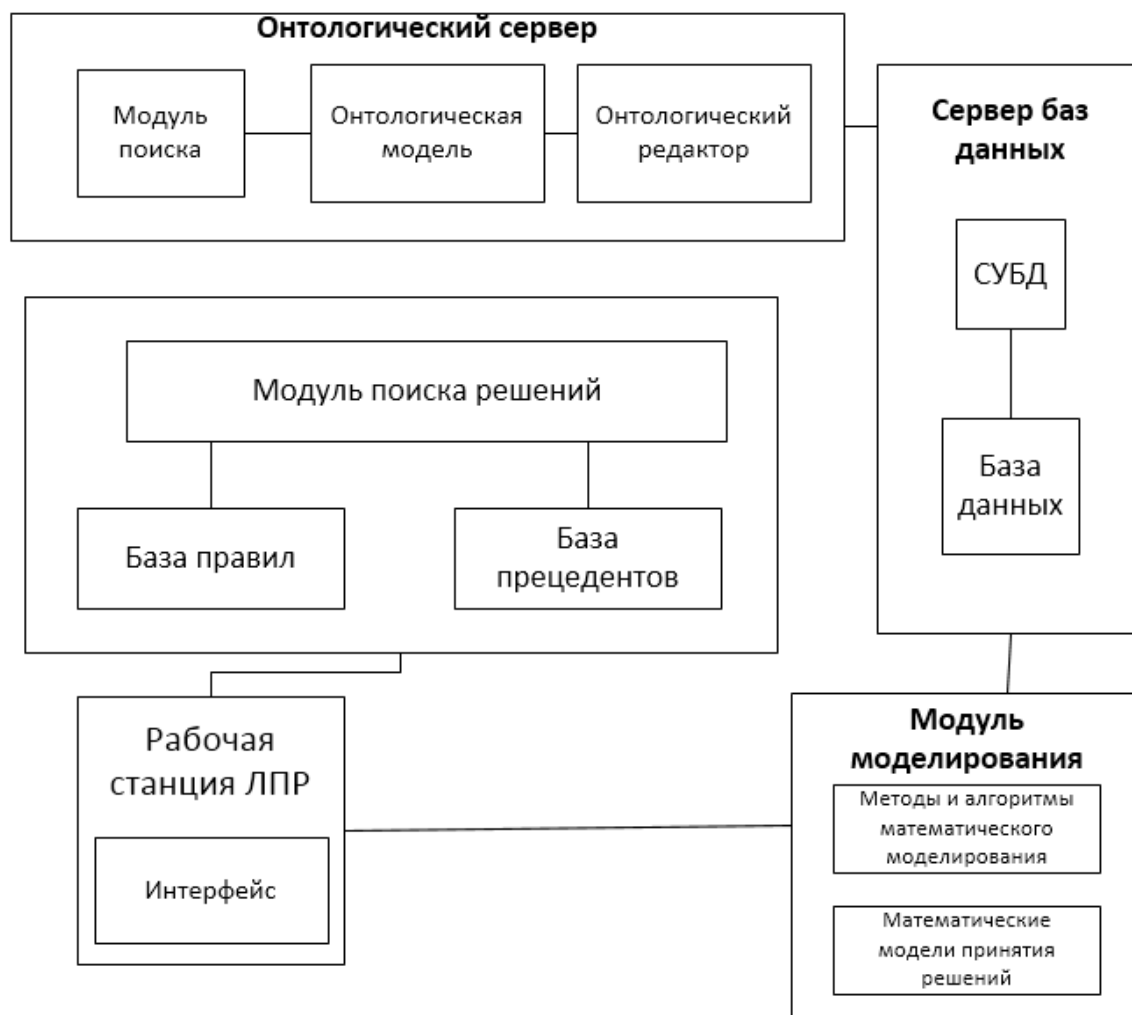 Онтологический сервер
Модуль
поиска
Онтологическая
модель
Онтологический
редактор
Сервер баз
данных
СУБД
База
данных
Модуль поиска решений
База правил
База
прецедентов
Рабочая
станция ЛПР
Интерфейс
Модуль
моделирования
Методы и алгоритмы
математического
моделирования
Математические
модели принятия
решений